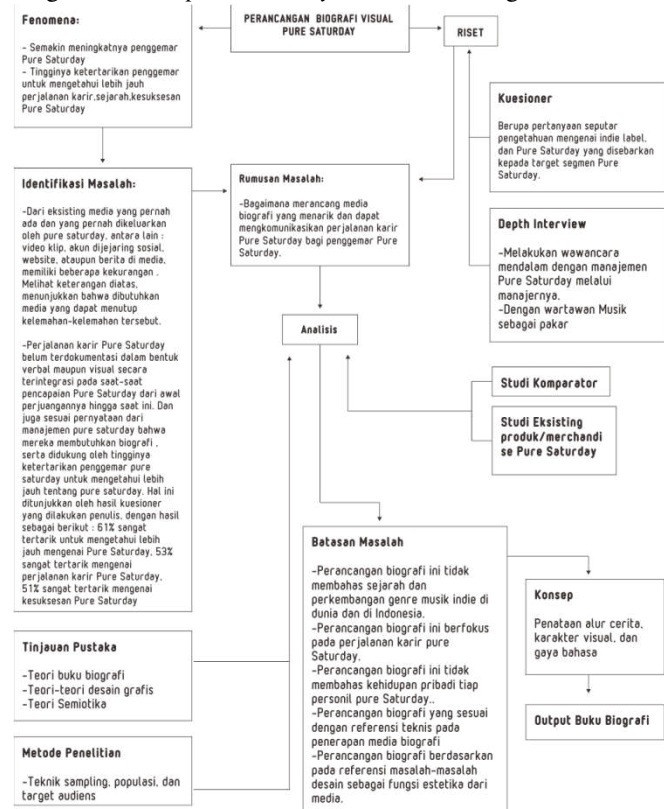 PERANCANGAN BIOGRAFI VISUAL
PURE SATURDAY
Fenomena:
- Semakin meningkatnya penggemar
Pure Saturday
- Tingginya ketertarikan penggemar
untuk mengetahui lebih jauh
perjalanan karir,sejarah,kesuksesan
Pure Saturday
RISET
Kuesioner
Berupa pertanyaan seputar
pengetahuan mengenai indie label,
dan Pure Saturday yang disebarkan
kepada target segmen Pure
Saturday.
Identifikasi Masalah:
-Dari eksisting media yang pernah
ada dan yang pernah dikeluarkan
oleh pure saturday, antara lain :
video klip, akun dijejaring sosial,
website, ataupun berita di media,
memiliki beberapa kekurangan .
Melihat keterangan diatas,
menunjukkan bahwa dibutuhkan
media yang dapat menutup
kelemahan-kelemahan tersebut.
-Perjalanan karir Pure Saturday
belum terdokumentasi dalam bentuk
verbal maupun visual secara
terintegrasi pada saat-saat
pencapaian Pure Saturday dari awal
perjuangannya hingga saat ini. Dan
juga sesuai pernyataan dari
manajemen pure saturday bahwa
mereka membutuhkan biografi ,
serta didukung oleh tingginya
ketertarikan penggemar pure
saturday untuk mengetahui lebih
jauh tentang pure saturday. Hal ini
ditunjukkan oleh hasil kuesioner
yang dilakukan penulis, dengan hasil
sebagai berikut : 61% sangat
tertarik untuk mengetahui lebih
jauh mengenai Pure Saturday, 53%
sangat tertarik mengenai
perjalanan karir Pure Saturday,
51% sangat tertarik mengenai
kesuksesan Pure Saturday
Rumusan Masalah:
-Bagaimana merancang media
biografi yang menarik dan dapat
mengkomunikasikan perjalanan karir
Pure Saturday bagi penggemar Pure
Saturday.
Depth Interview
-Melakukan wawancara
mendalam dengan manajemen
Pure Saturday melalui
manajernya.
-Dengan wartawan Musik
sebagai pakar
Analisis
Studi Komparator
Studi Eksisting
produk/merchandi
se Pure Saturday
Batasan Masalah
-Perancangan biografi ini tidak
membahas sejarah dan
perkembangan genre musik indie di
dunia dan di Indonesia.
-Perancangan biografi ini berfokus
pada perjalanan karir pure
Saturday.
-Perancangan biografi ini tidak
membahas kehidupan pribadi tiap
personil pure Saturday..
-Perancangan biografi yang sesuai
dengan referensi teknis pada
penerapan media biografi
-Perancangan biografi berdasarkan
pada referensi masalah-masalah
desain sebagai fungsi estetika dari
media.
Konsep
Penataan alur cerita,
karakter visual, dan
gaya bahasa
Output Buku Biografi
Tinjauan Pustaka
-Teori buku biografi
-Teori-teori desain grafis
-Teori Semiotika
Metode Penelitian
-Teknik sampling, populasi, dan
target audiens